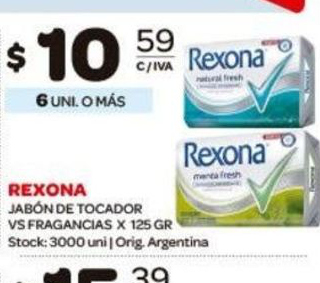 $ 10 59
C/IVA
6 UNI. O MÁS
Rexona
natural fresh
Rexona
menta fresh
REXONA
JABÓN DE TOCADOR
VS FRAGANCIAS X 125 GR
Stock: 3000 uni | Orig. Argentina
39